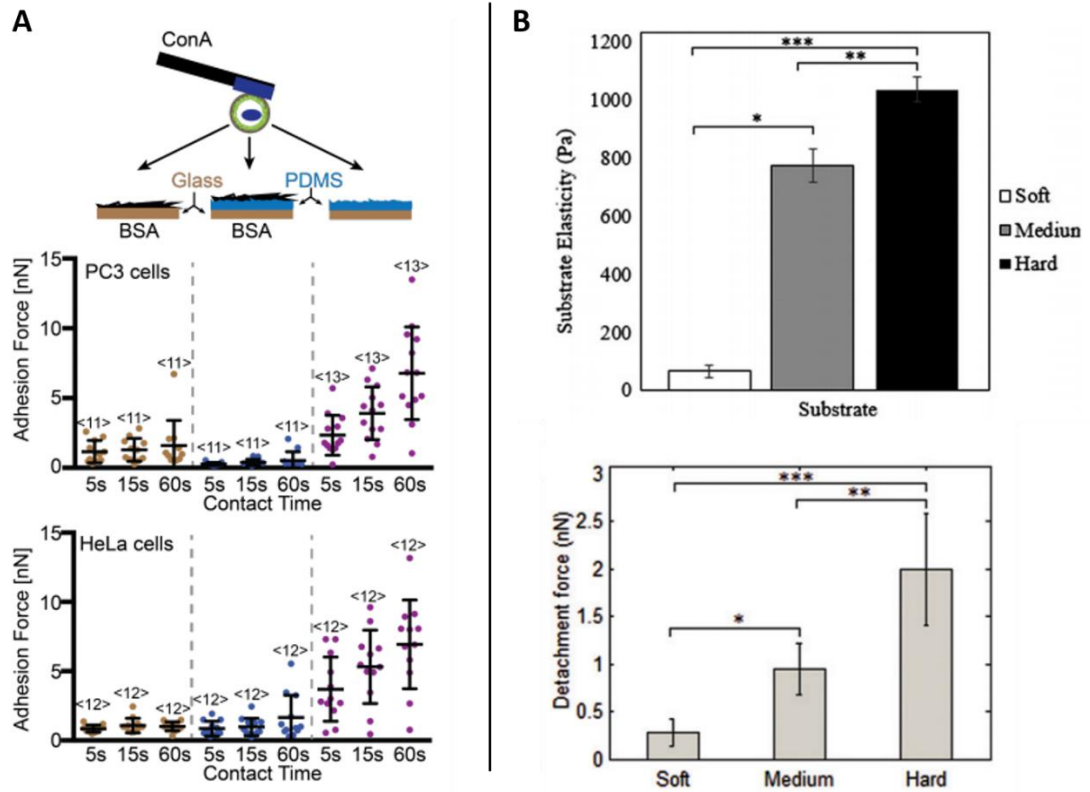 A
ConA
Glass
PDMS
BSA
BSA
Adhesion Force [nN]
15
10
5
0
PC3 cells
<11>
<11>
<11>
<11>
<11>
<11>
<13>
<13>
<13>
5s 15s 60s 5s 15s 60s 5s 15s 60s
Contact Time
Adhesion Force [nN]
15
10
5
0
HeLa cells
<12>
<12>
<12>
<12>
<12>
<12>
<12>
<12>
<12>
5s 15s 60s 5s 15s 60s 5s 15s 60s
Contact Time
B
Substrate Elasticity (Pa)
1200
1000
800
600
400
200
0
***
**
*
Substrate
Soft
Mediun
Hard
Detachment force (nN)
3
2.5
2
1.5
1
0.5
0
***
**
*
Soft Medium Hard